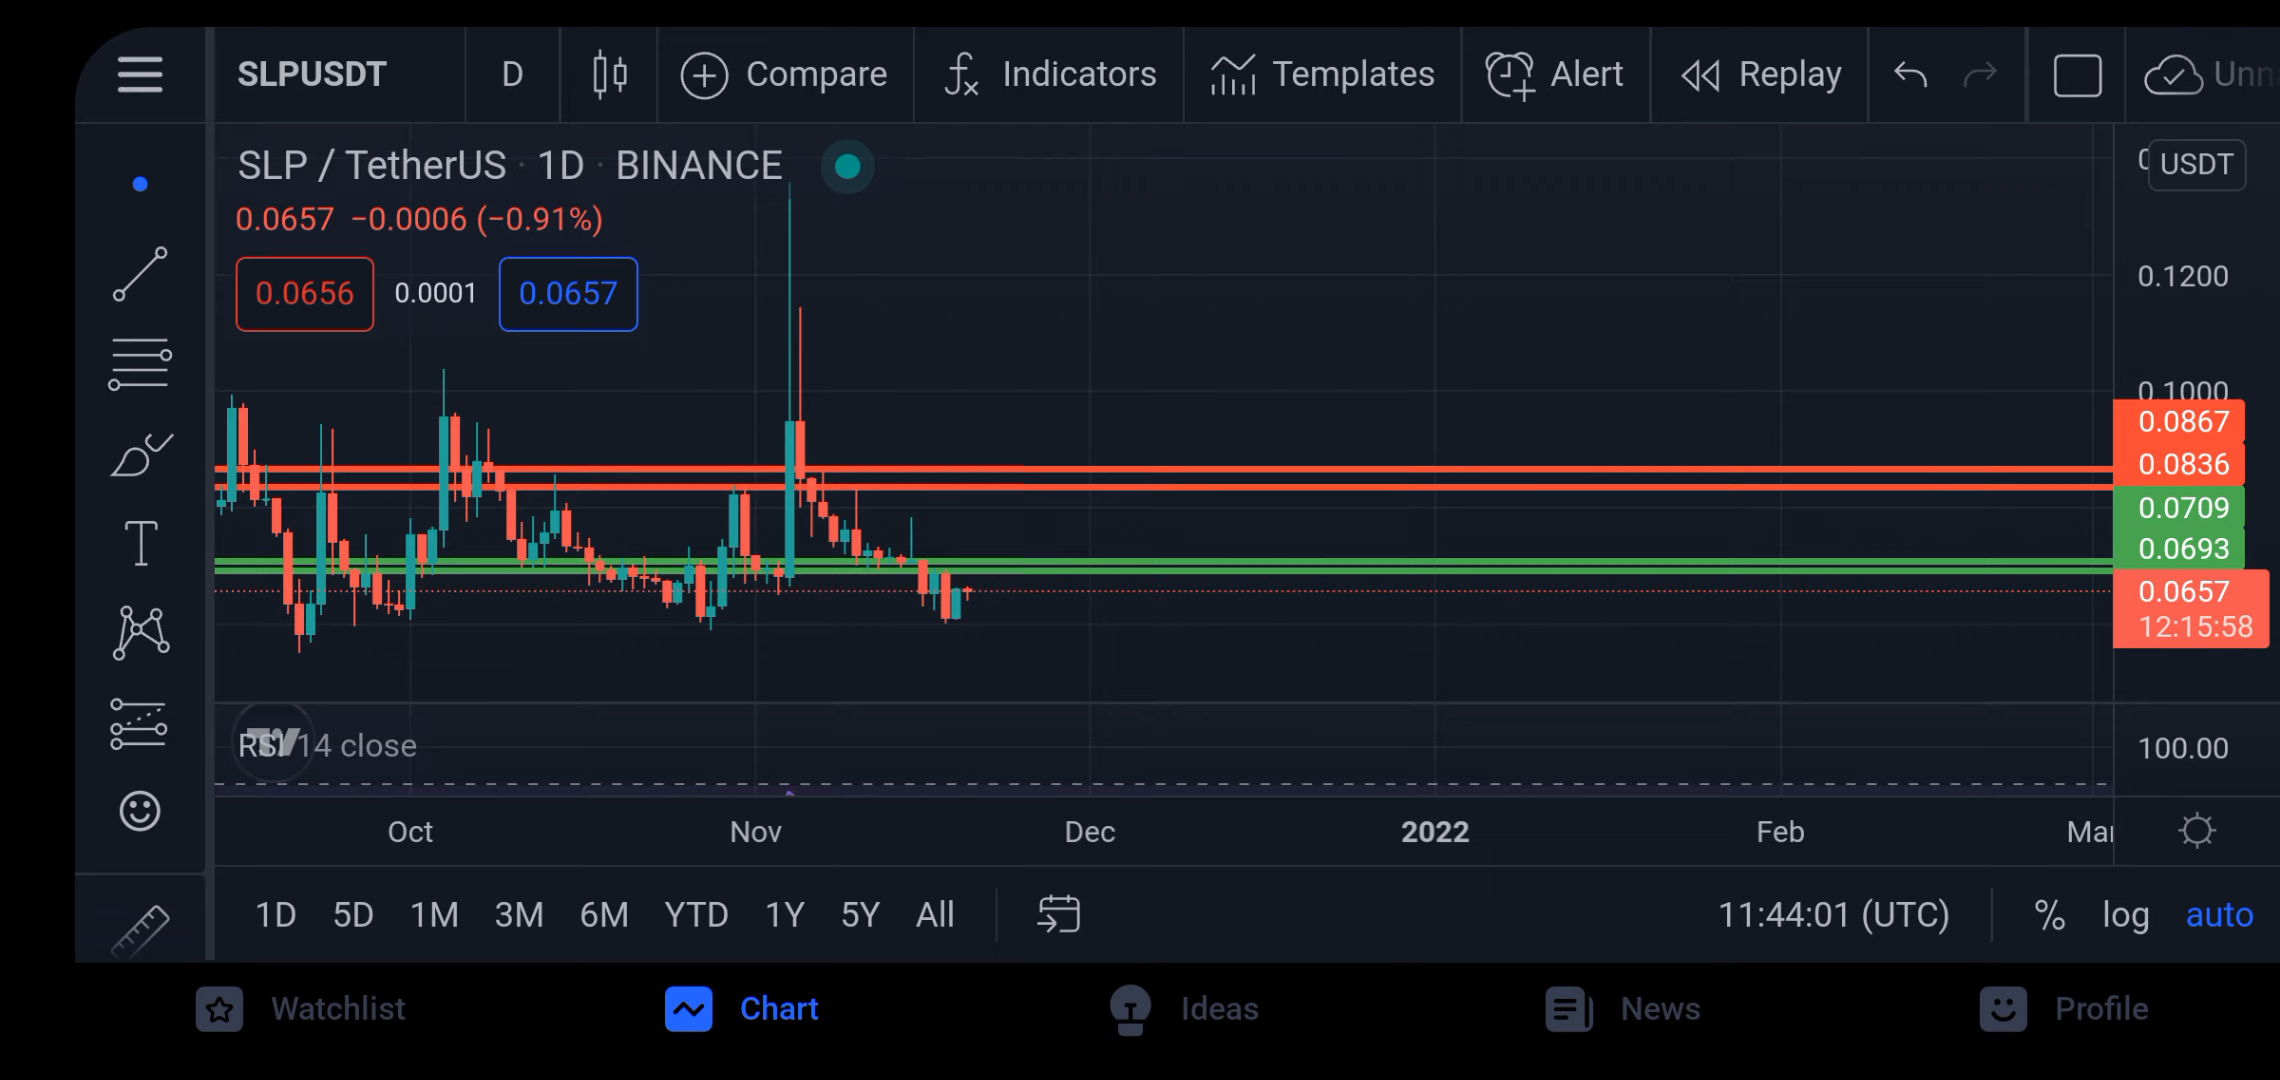 SLPUSDT D Compare Indicators Templates Alert Replay
SLP / TetherUS · 1D · BINANCE
USDT
0.0657 −0.0006 (−0.91%)
0.0656 0.0001 0.0657
0.1200
0.1000
0.0867
0.0836
0.0709
0.0693
0.0657
12:15:58
RSI 14 close
100.00
Oct Nov Dec 2022 Feb Mar
1D 5D 1M 3M 6M YTD 1Y 5Y All 11:44:01 (UTC) % log auto
Watchlist Chart Ideas News Profile